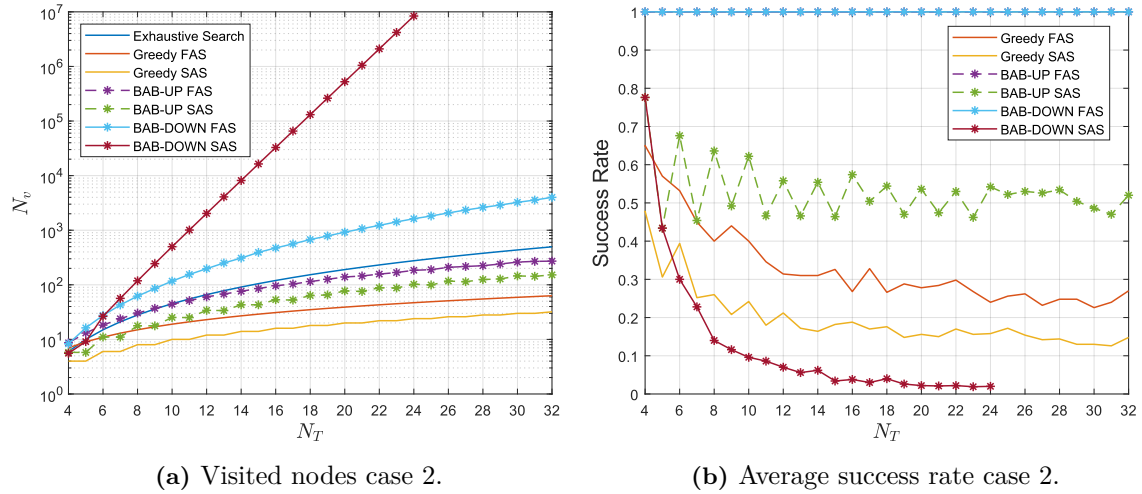 10^7
10^6
10^5
10^4
10^3
10^2
10^1
10^0
N_v
Exhaustive Search
Greedy FAS
Greedy SAS
BAB-UP FAS
BAB-UP SAS
BAB-DOWN FAS
BAB-DOWN SAS
4 6 8 10 12 14 16 18 20 22 24 26 28 30 32
N_T
(a) Visited nodes case 2.
1
0.9
0.8
0.7
0.6
0.5
0.4
0.3
0.2
0.1
0
Success Rate
Greedy FAS
Greedy SAS
BAB-UP FAS
BAB-UP SAS
BAB-DOWN FAS
BAB-DOWN SAS
4 6 8 10 12 14 16 18 20 22 24 26 28 30 32
N_T
(b) Average success rate case 2.